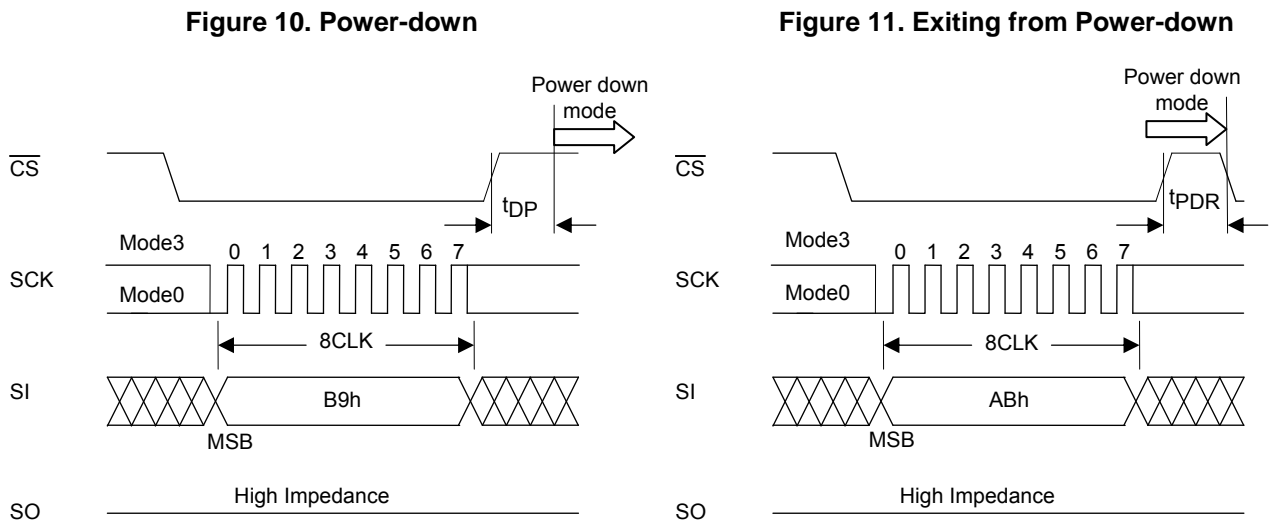 Figure 10. Power-down
Power down
mode
CS
tDP
Mode3
0 1 2 3 4 5 6 7
SCK
Mode0
8CLK
SI
B9h
MSB
High Impedance
SO
Figure 11. Exiting from Power-down
Power down
mode
CS
tPDR
Mode3
0 1 2 3 4 5 6 7
SCK
Mode0
8CLK
SI
ABh
MSB
High Impedance
SO